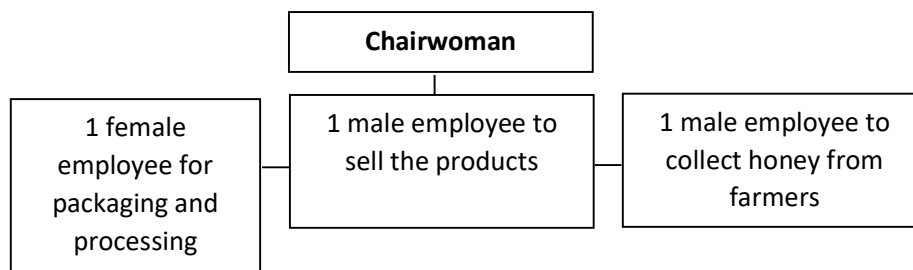 Chairwoman
1 female
employee for
packaging and
processing
1 male employee to
sell the products
1 male employee to
collect honey from
farmers